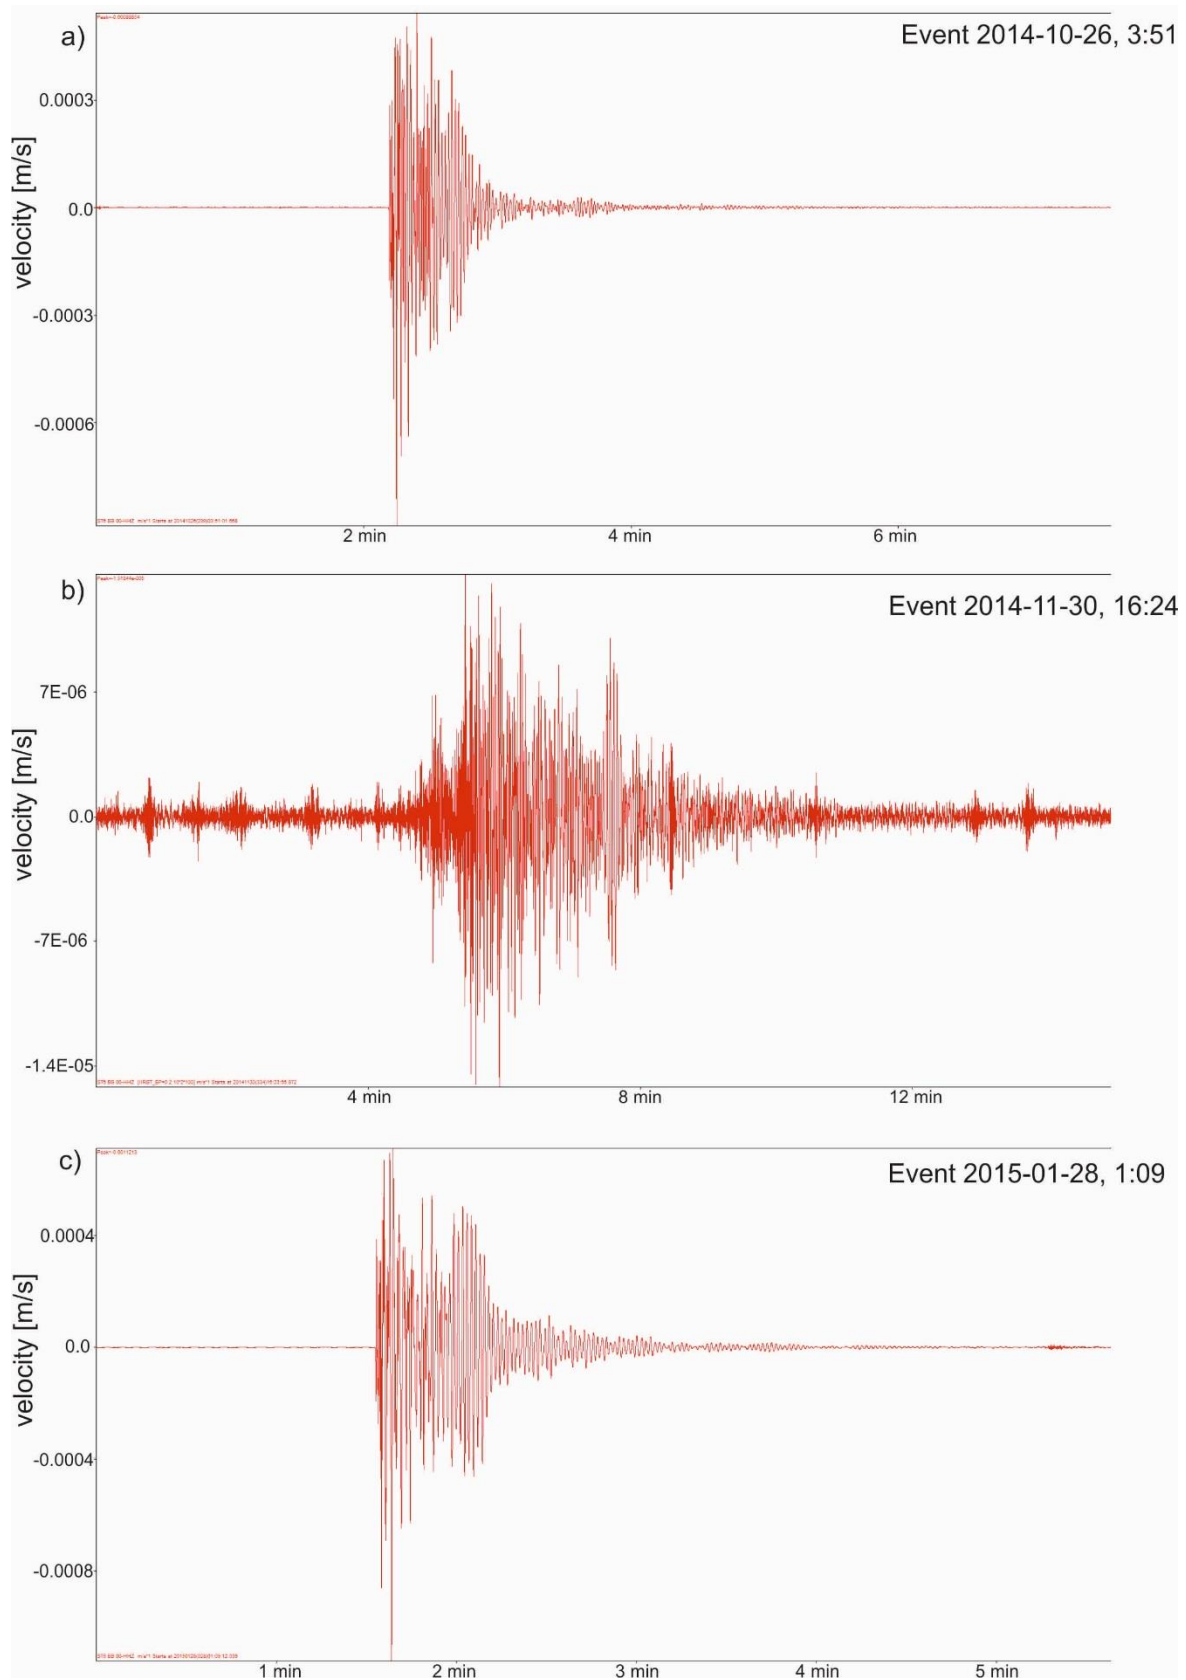 a)
Event 2014-10-26, 3:51
0.0003
0.0
-0.0003
-0.0006
velocity [m/s]
2 min
4 min
6 min
b)
Event 2014-11-30, 16:24
7E-06
0.0
-7E-06
-1.4E-05
velocity [m/s]
4 min
8 min
12 min
c)
Event 2015-01-28, 1:09
0.0004
0.0
-0.0004
-0.0008
velocity [m/s]
1 min
2 min
3 min
4 min
5 min